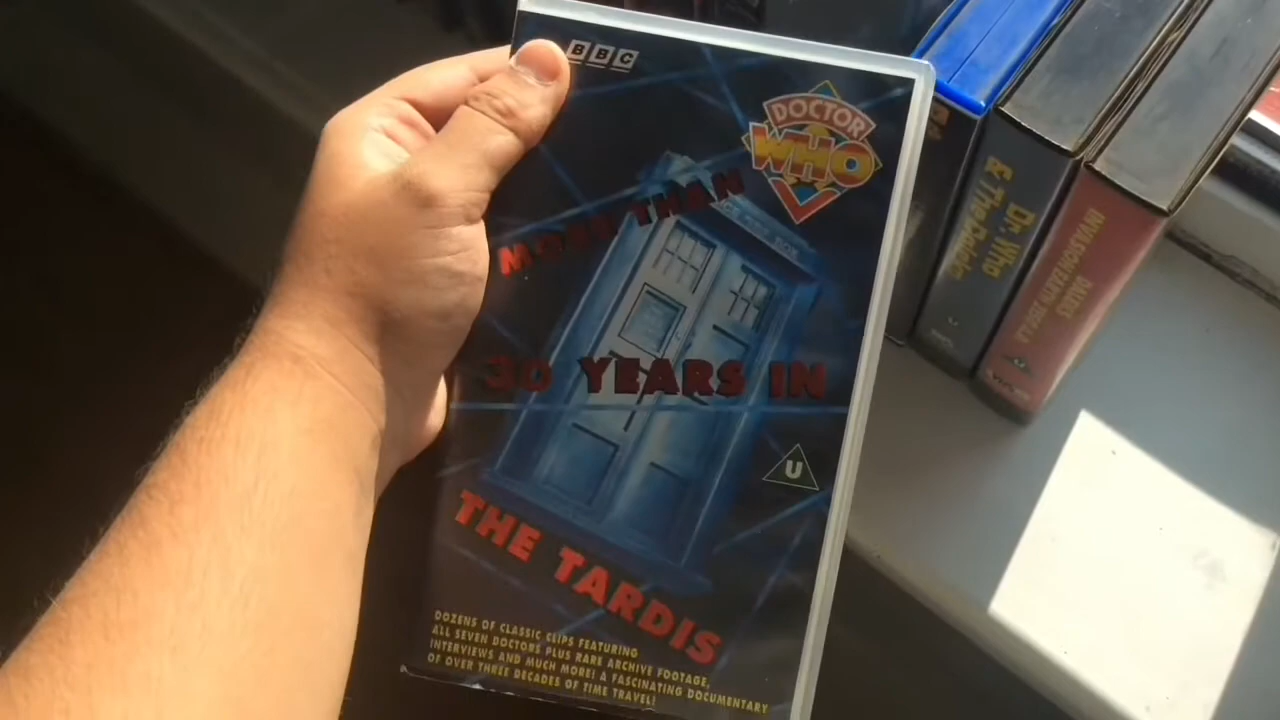 BBC
DOCTOR
WHO
MORE THAN
30 YEARS IN
THE TARDIS
U
DOZENS OF CLASSIC CLIPS FEATURING
ALL SEVEN DOCTORS PLUS RARE ARCHIVE FOOTAGE,
INTERVIEWS AND MUCH MORE! A FASCINATING DOCUMENTARY
OF OVER THREE DECADES OF TIME TRAVEL!
Dr. Who
& The Daleks
DALEKS
INVASION EARTH 2150 A.D.